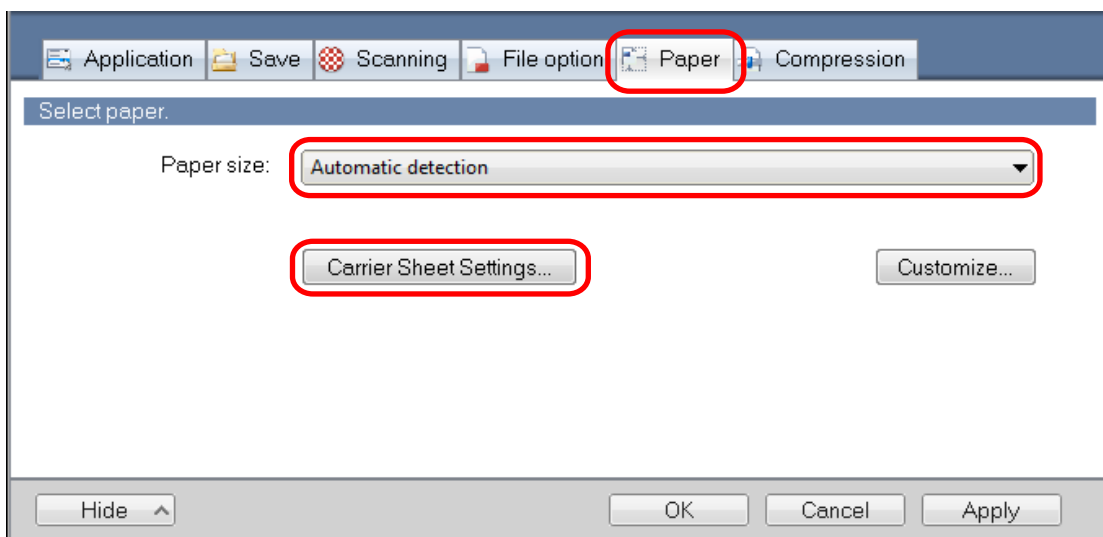 Application Save Scanning File option Paper Compression
Select paper.
Paper size: Automatic detection
Carrier Sheet Settings... Customize...
Hide OK Cancel Apply